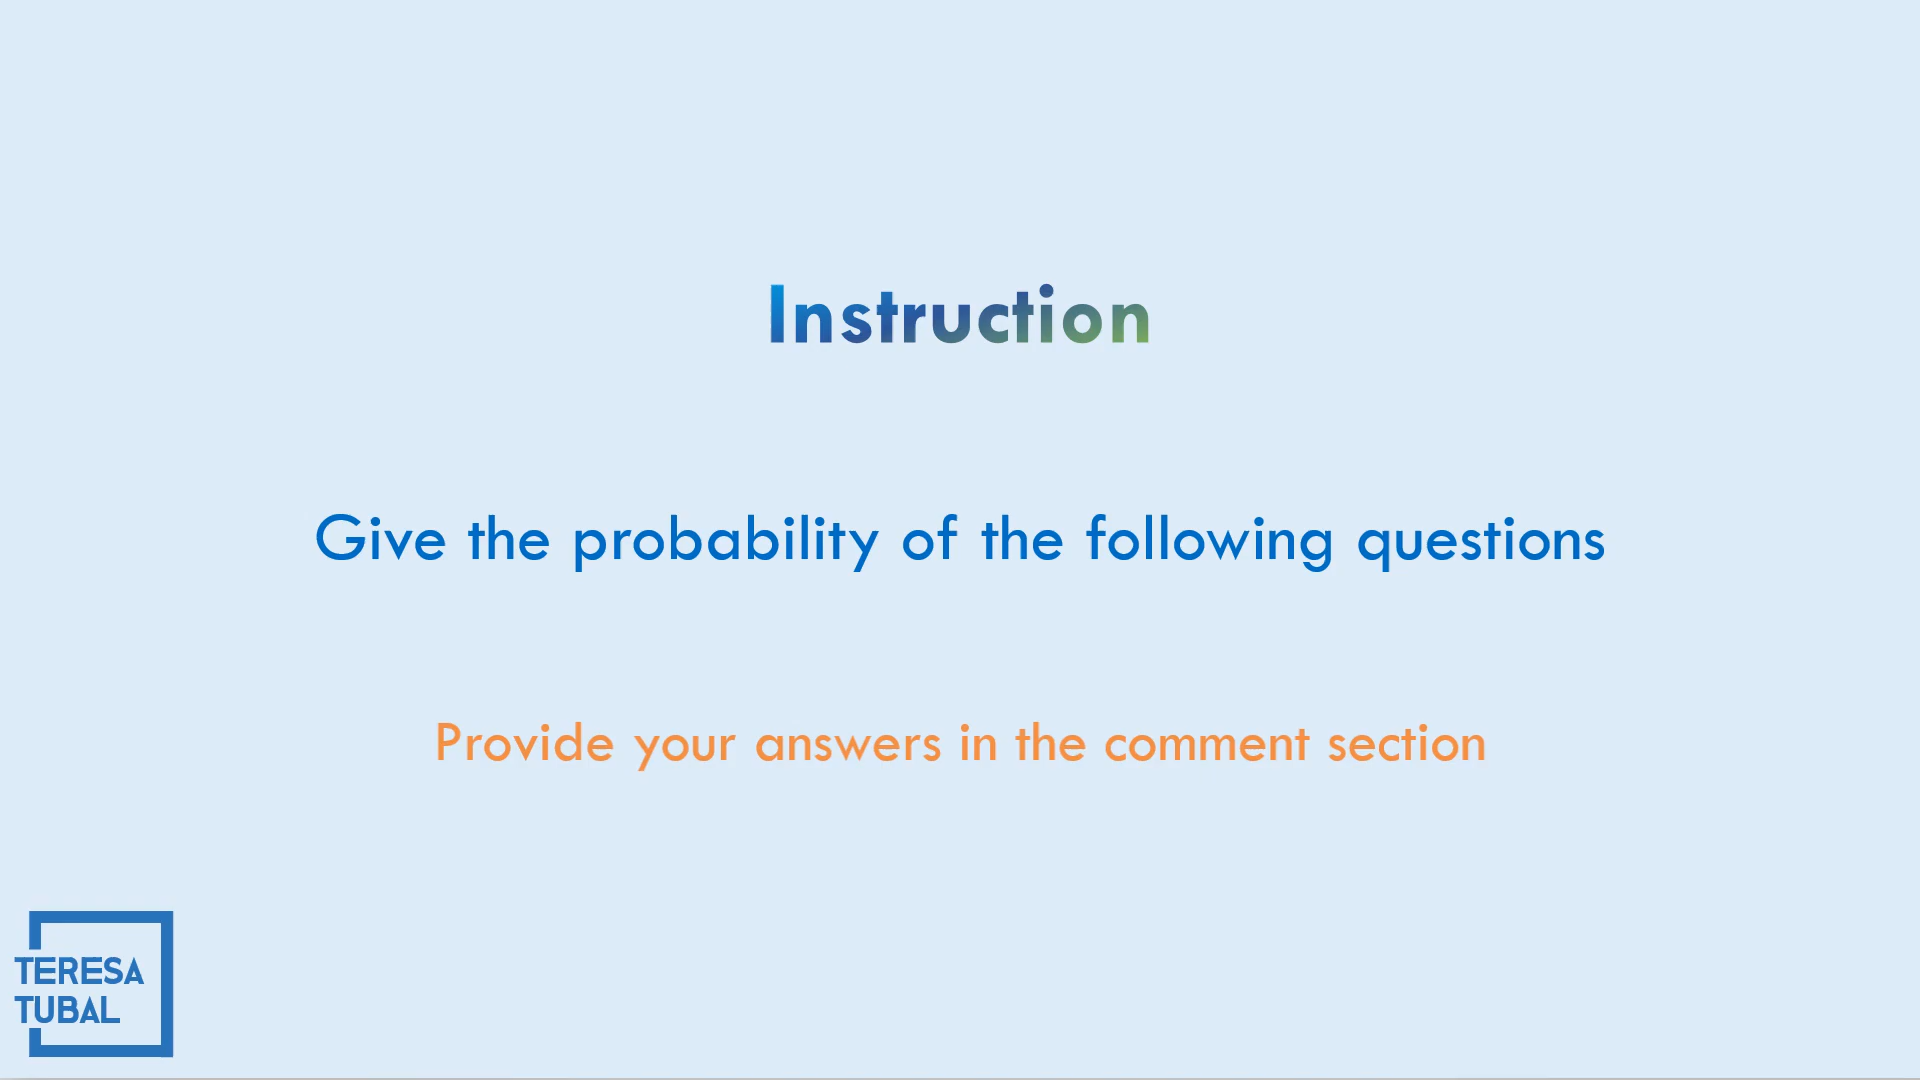 Instruction
Give the probability of the following questions
Provide your answers in the comment section
TERESA
TUBAL